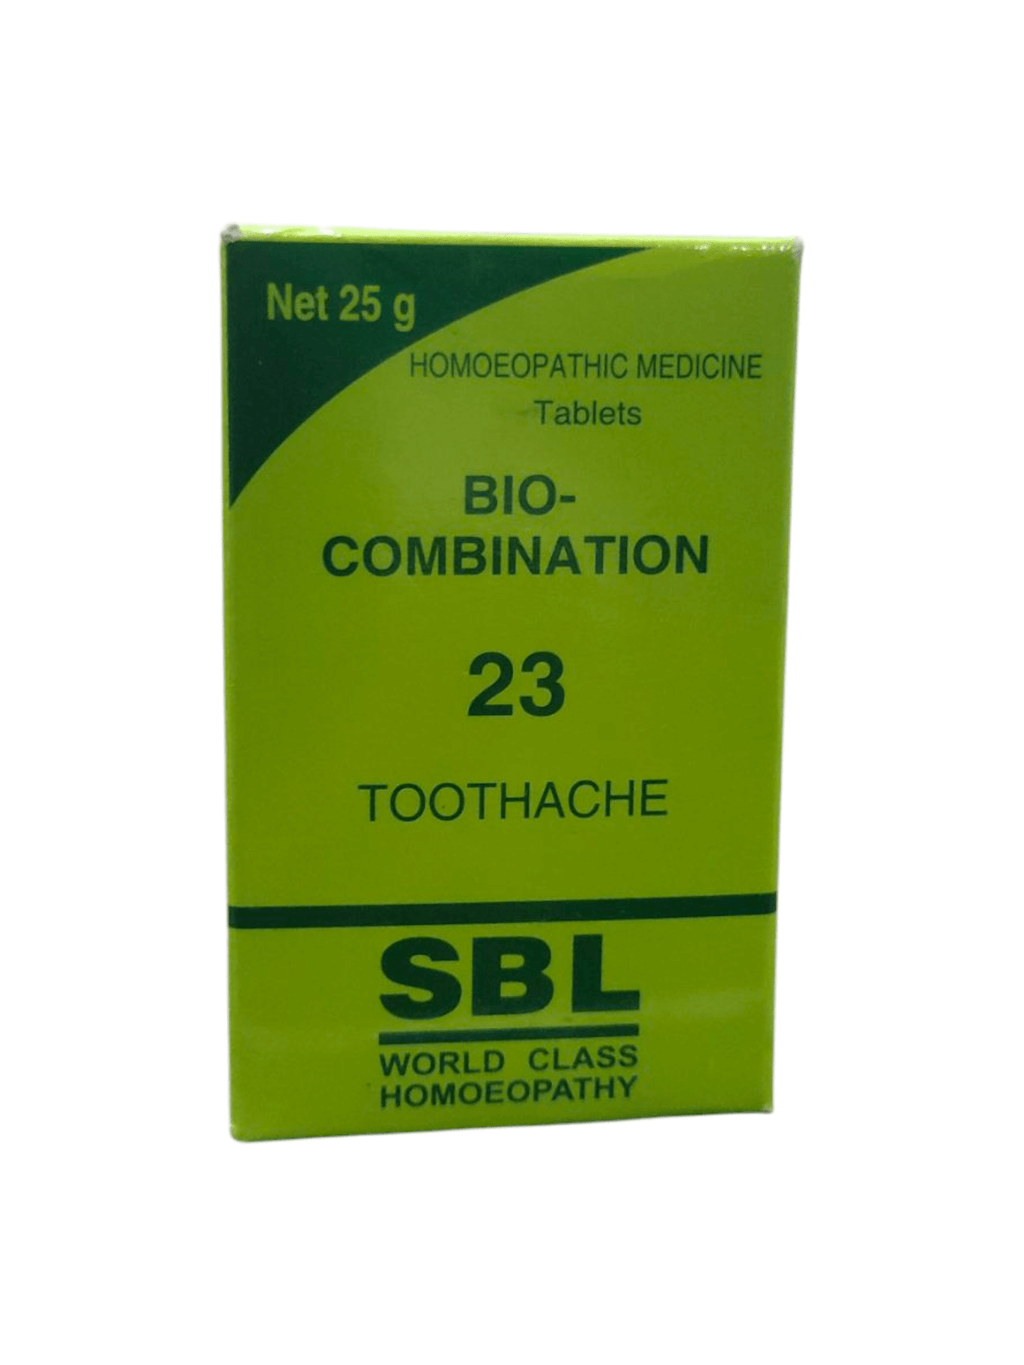 Net 25 g
HOMOEOPATHIC MEDICINE
Tablets
BIO-
COMBINATION
23
TOOTHACHE
SBL
WORLD CLASS
HOMOEOPATHY